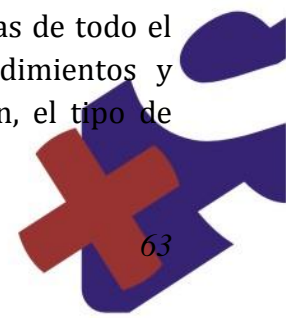 as de todo el
dimientos y
n, el tipo de
63